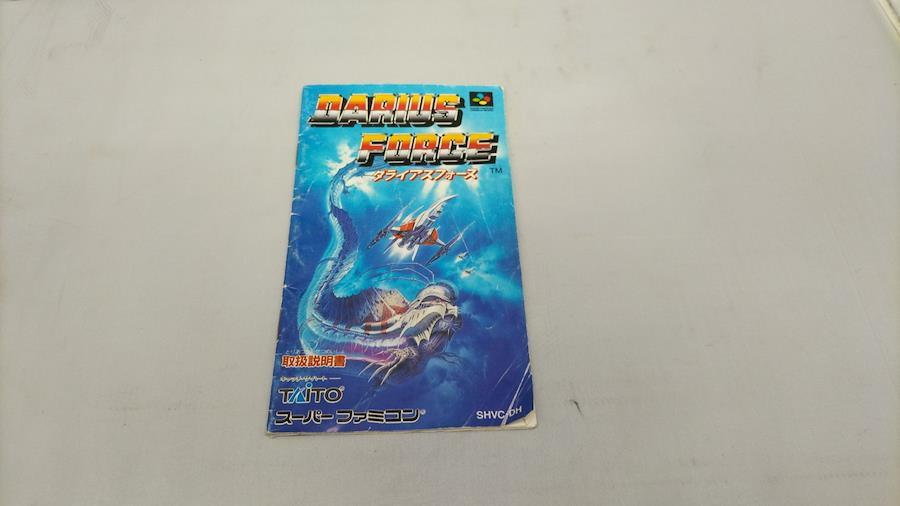 DARIUS
FORCE
ダライアスフォース
TM
取扱説明書
TAITO®
スーパーファミコン®
SHVC-DH